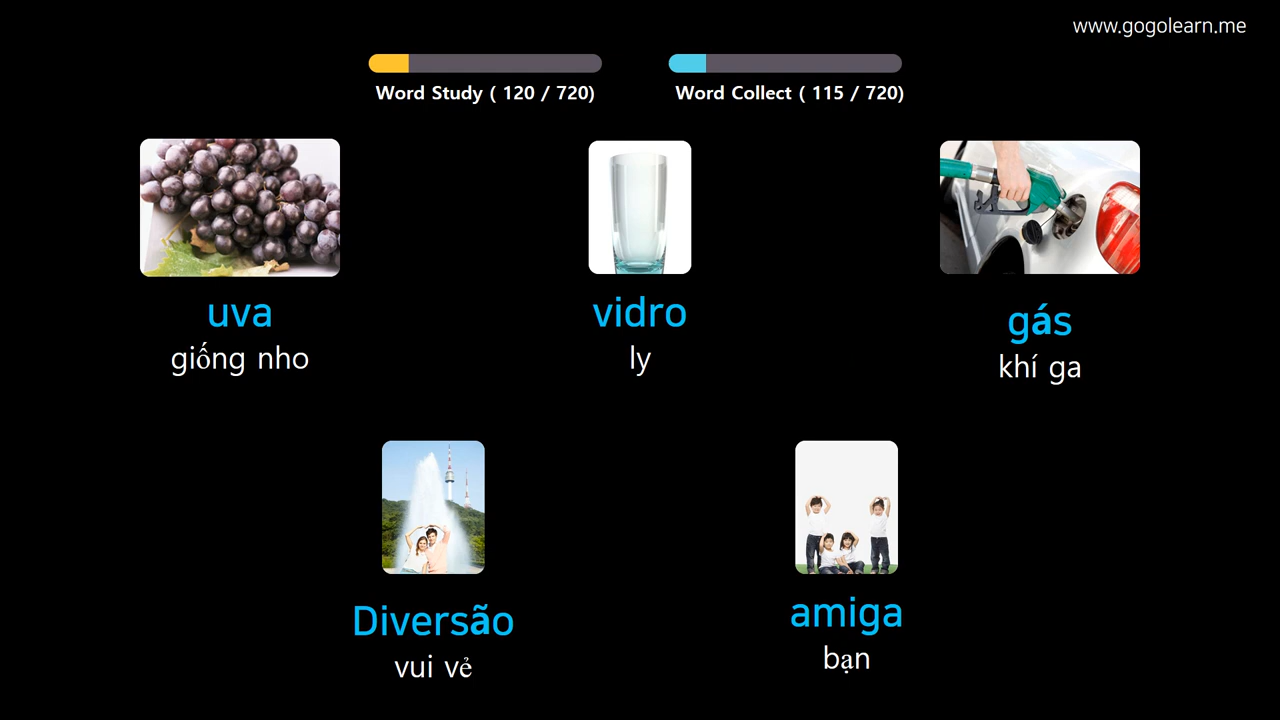 www.gogolearn.me
Word Study ( 120 / 720)
Word Collect ( 115 / 720)
uva
giống nho
vidro
ly
gás
khí ga
Diversão
vui vẻ
amiga
bạn